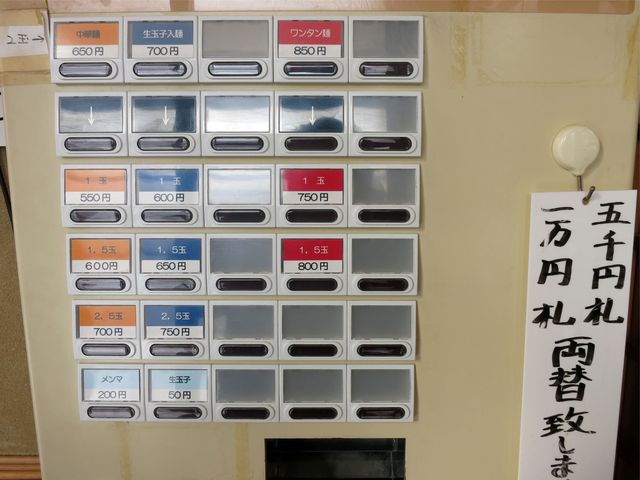 2玉→
中華麺
650円
生玉子入麺
700円
ワンタン麺
850円
↓
↓
↓
1 玉
550円
1 玉
600円
1 玉
750円
1.5玉
600円
1.5玉
650円
1.5玉
800円
2.5玉
700円
2.5玉
750円
メンマ
200円
生玉子
50円
五千円札
一万円札
両替致しま